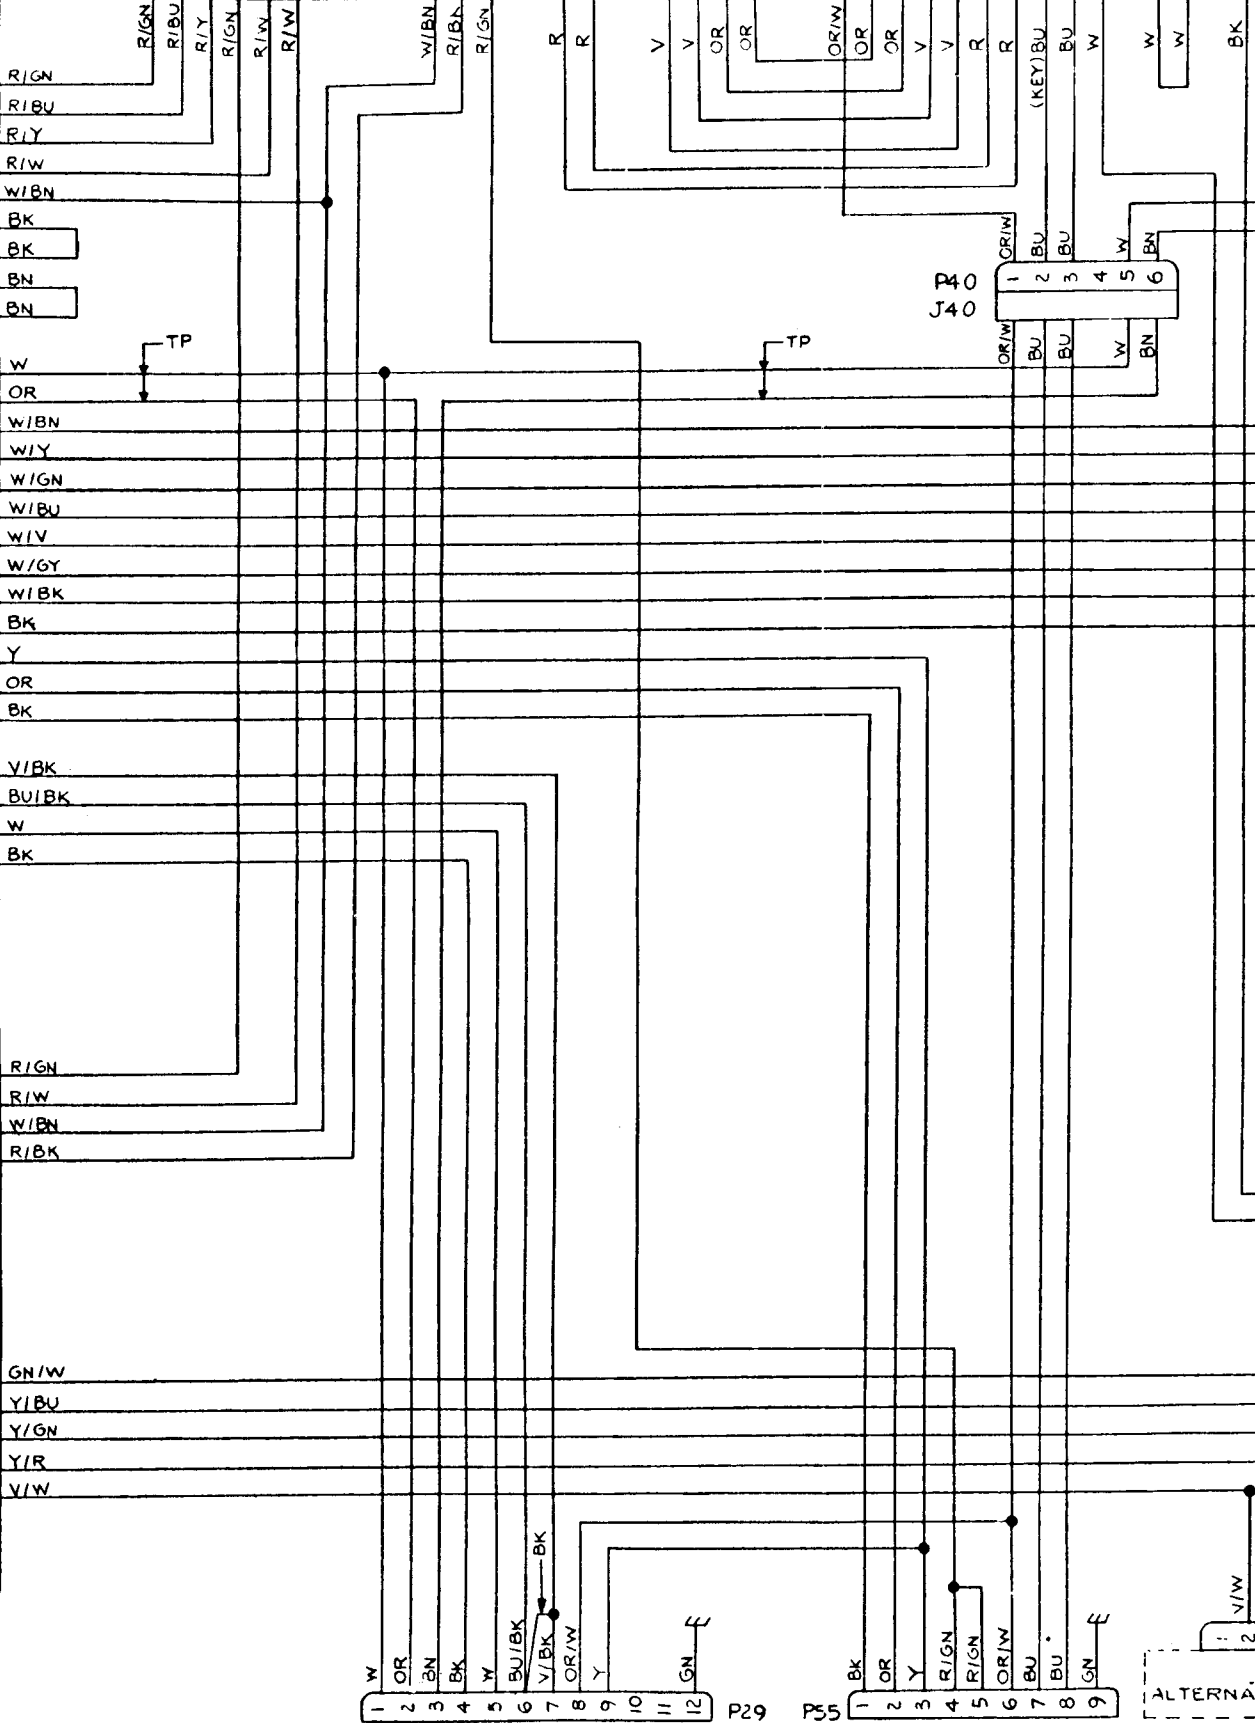 R/GN
R/BU
R/Y
R/GN
R/W
R/W
W/BN
R/BK
R/GN
R
R
V
V
OR
OR
OR/W
OR
OR
V
V
R
R
(KEY) BU
BU
W
W
W
BK
R/GN
R/BU
R/Y
R/W
W/BN
BK
BK
BN
BN
OR/W
BU
BU
W
BN
P40
1 2 3 4 5 6
J40
OR/W
BU
BU
W
BN
TP
TP
W
OR
W/BN
W/Y
W/GN
W/BU
W/V
W/GY
W/BK
BK
Y
OR
BK
V/BK
BU/BK
W
BK
R/GN
R/W
W/BN
R/BK
GN/W
Y/BU
Y/GN
Y/R
V/W
BK
W
OR
BN
BK
W
BU/BK
V/BK
OR/W
Y
GN
1 2 3 4 5 6 7 8 9 10 11 12
P29
BK
OR
Y
R/GN
R/GN
OR/W
BU
BU
GN
P55
1 2 3 4 5 6 7 8 9
V/W
1 2
ALTERNA